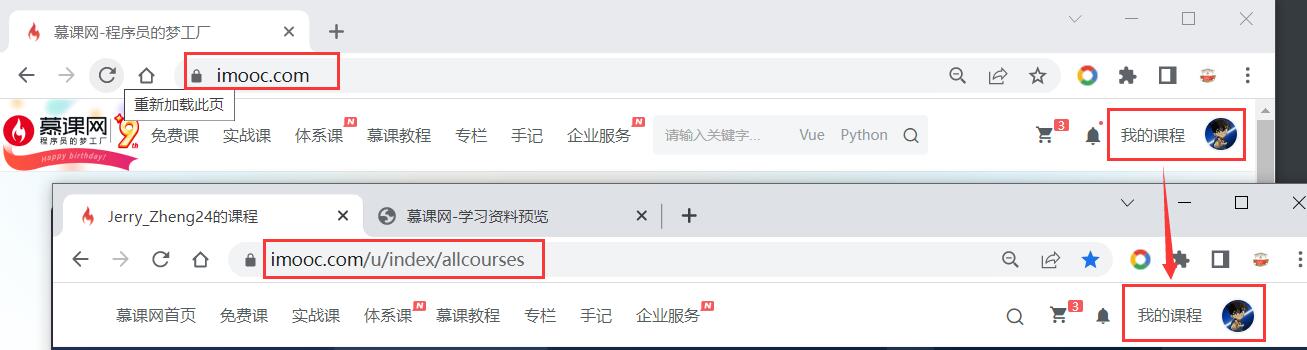 慕课网-程序员的梦工厂
imooc.com
重新加载此页
慕课网
程序员的梦工厂
9th
Happy birthday!
免费课 实战课 体系课 N 慕课教程 专栏 手记 企业服务 N 请输入关键字... Vue Python 3 我的课程
Jerry_Zheng24的课程 慕课网-学习资料预览
imooc.com/u/index/allcourses
慕课网首页 免费课 实战课 体系课 N 慕课教程 专栏 手记 企业服务 N 3 我的课程